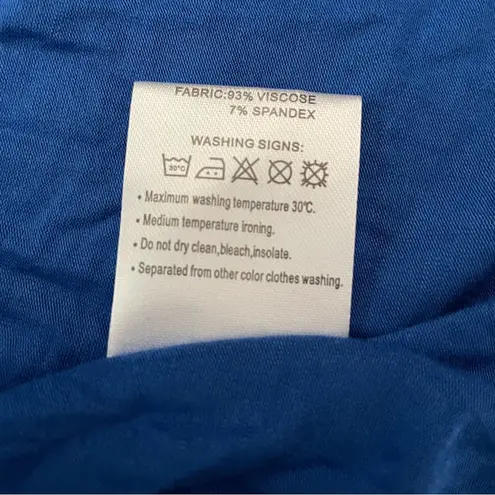 FABRIC:93% VISCOSE
7% SPANDEX
WASHING SIGNS:
30°C
• Maximum washing temperature 30℃.
• Medium temperature ironing.
• Do not dry clean,bleach,insolate.
• Separated from other color clothes washing.